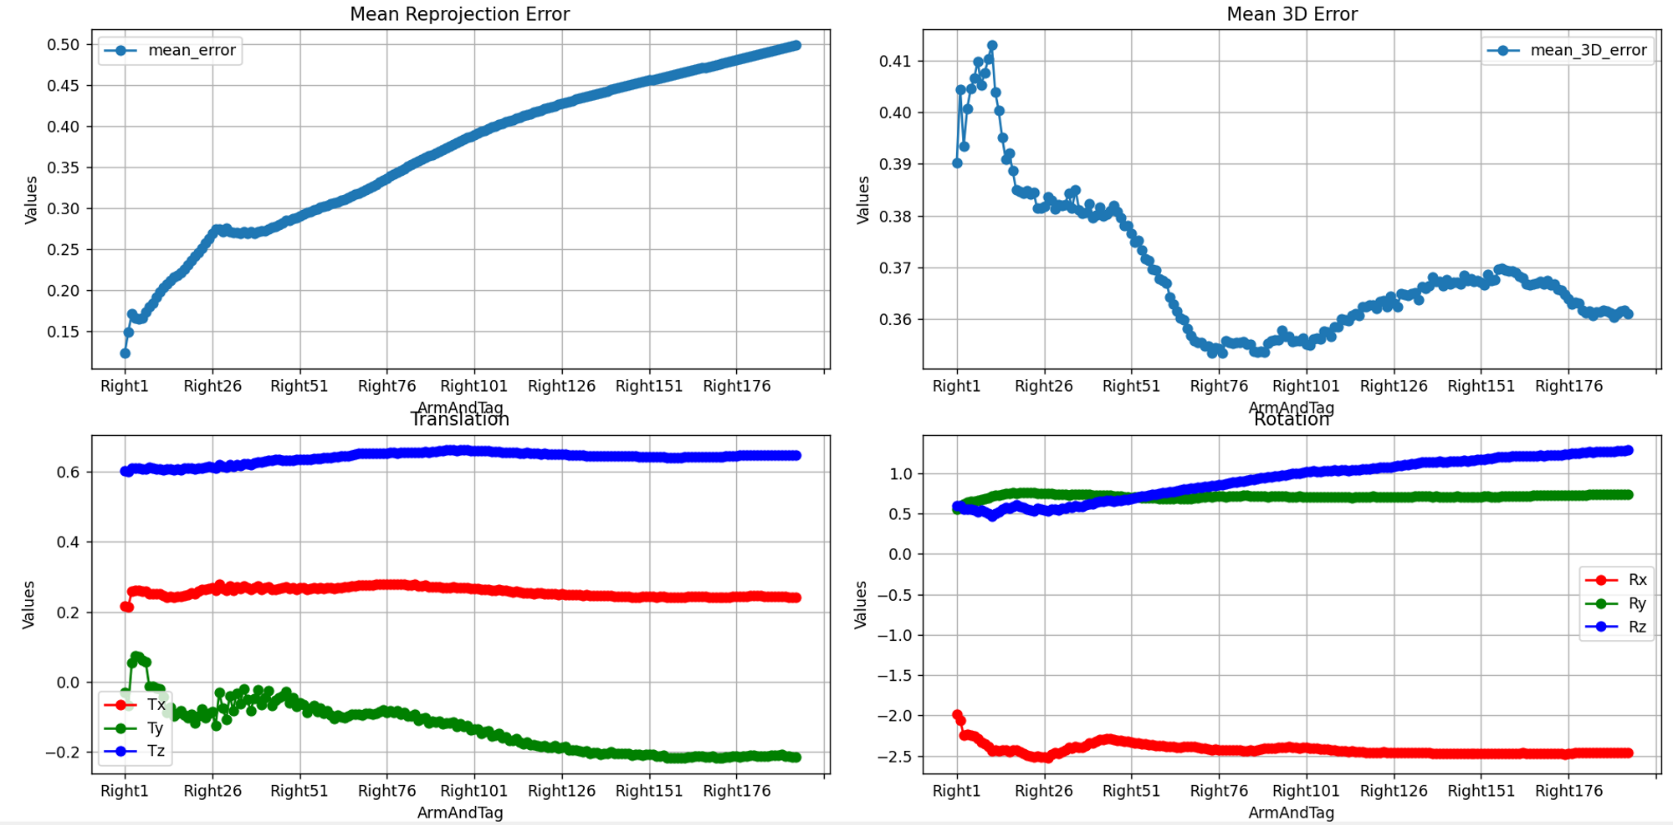 Mean Reprojection Error
mean_error
0.50
0.45
0.40
0.35
0.30
0.25
0.20
0.15
Values
Right1 Right26 Right51 Right76 Right101 Right126 Right151 Right176
ArmAndTag
Mean 3D Error
mean_3D_error
0.41
0.40
0.39
0.38
0.37
0.36
Values
Right1 Right26 Right51 Right76 Right101 Right126 Right151 Right176
ArmAndTag
Translation
0.6
0.4
0.2
0.0
−0.2
Values
Tx
Ty
Tz
Right1 Right26 Right51 Right76 Right101 Right126 Right151 Right176
ArmAndTag
Rotation
1.0
0.5
0.0
−0.5
−1.0
−1.5
−2.0
−2.5
Values
Rx
Ry
Rz
Right1 Right26 Right51 Right76 Right101 Right126 Right151 Right176
ArmAndTag